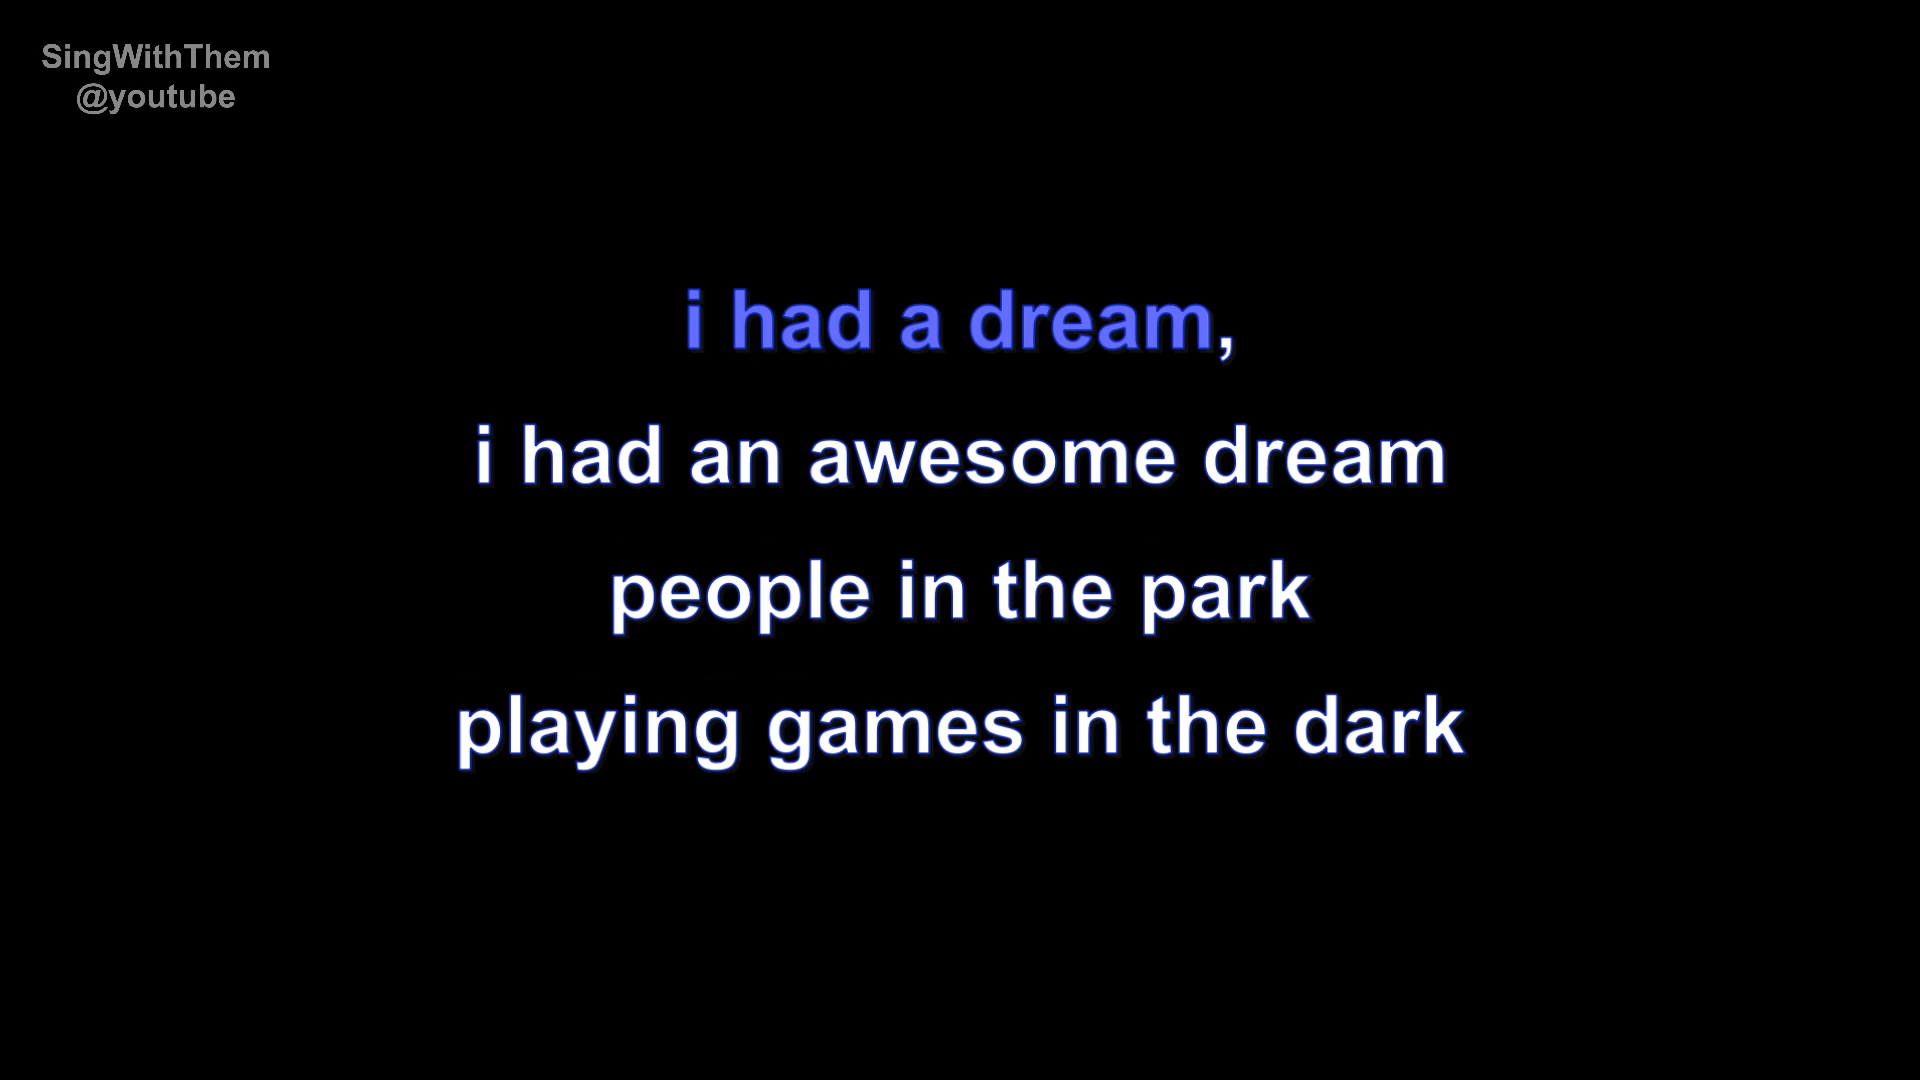 SingWithThem
@youtube
i had a dream,
i had an awesome dream
people in the park
playing games in the dark